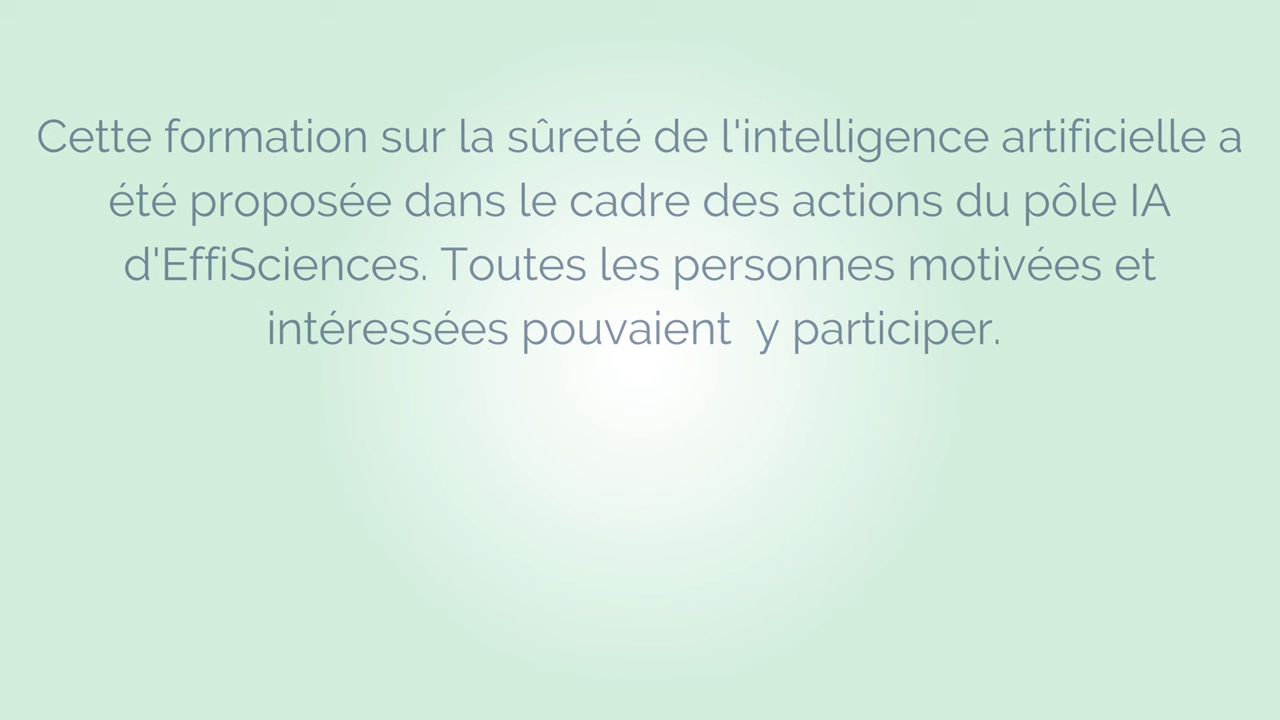 Cette formation sur la sûreté de l'intelligence artificielle a
été proposée dans le cadre des actions du pôle IA
d'EffiSciences. Toutes les personnes motivées et
intéressées pouvaient  y participer.